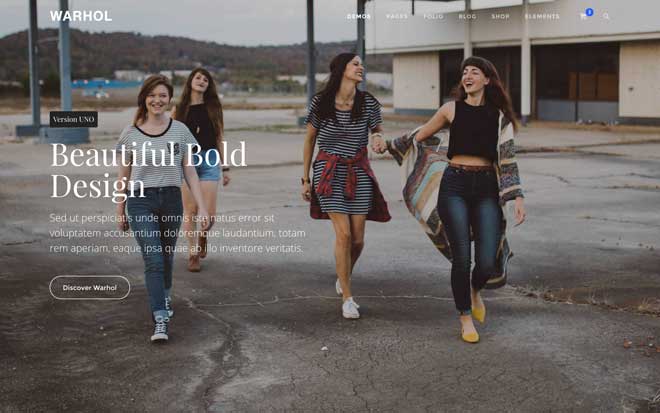 WARHOL
DEMOS PAGES FOLIO BLOG SHOP ELEMENTS
Version UNO
Beautiful Bold
Design
Sed ut perspiciatis unde omnis iste natus error sit
voluptatem accusantium doloremque laudantium, totam
rem aperiam, eaque ipsa quae ab illo inventore veritatis.
Discover Warhol